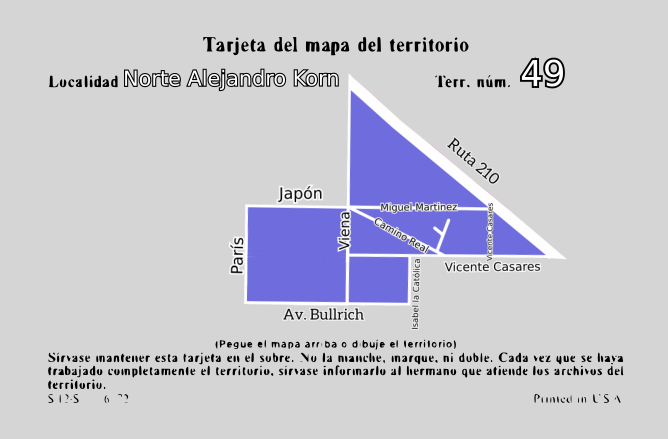 Tarjeta del mapa del territorio
Localidad Norte Alejandro Korn Terr. núm. 49
Ruta 210
Japón
Miguel Martinez
Vicente Casares
Viena
Camino Real
París
Vicente Casares
Isabel la Católica
Av. Bullrich
(Pegue el mapa arriba o dibuje el territorio)
Sírvase mantener esta tarjeta en el sobre. No la manche, marque, ni doble. Cada vez que se haya
trabajado completamente el territorio, sírvase informarlo al hermano que atiende los archivos del
territorio.
S-12-S 6-72 Printed in U S A